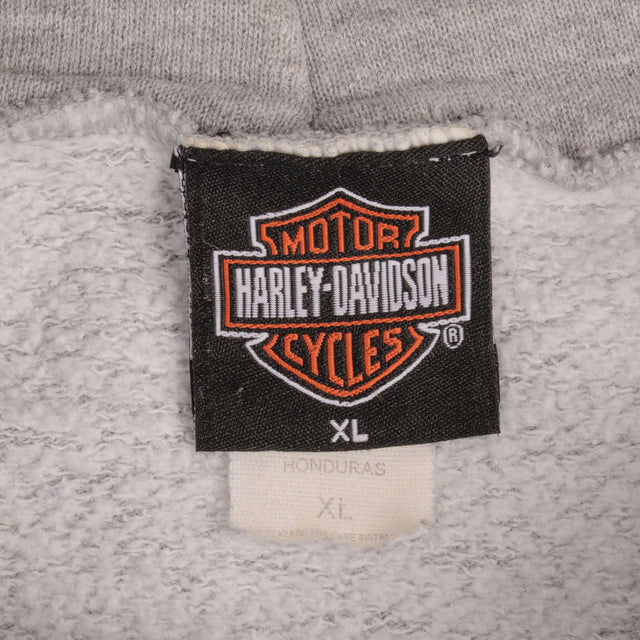 MOTOR
HARLEY-DAVIDSON
CYCLES
®
XL
HONDURAS
XL